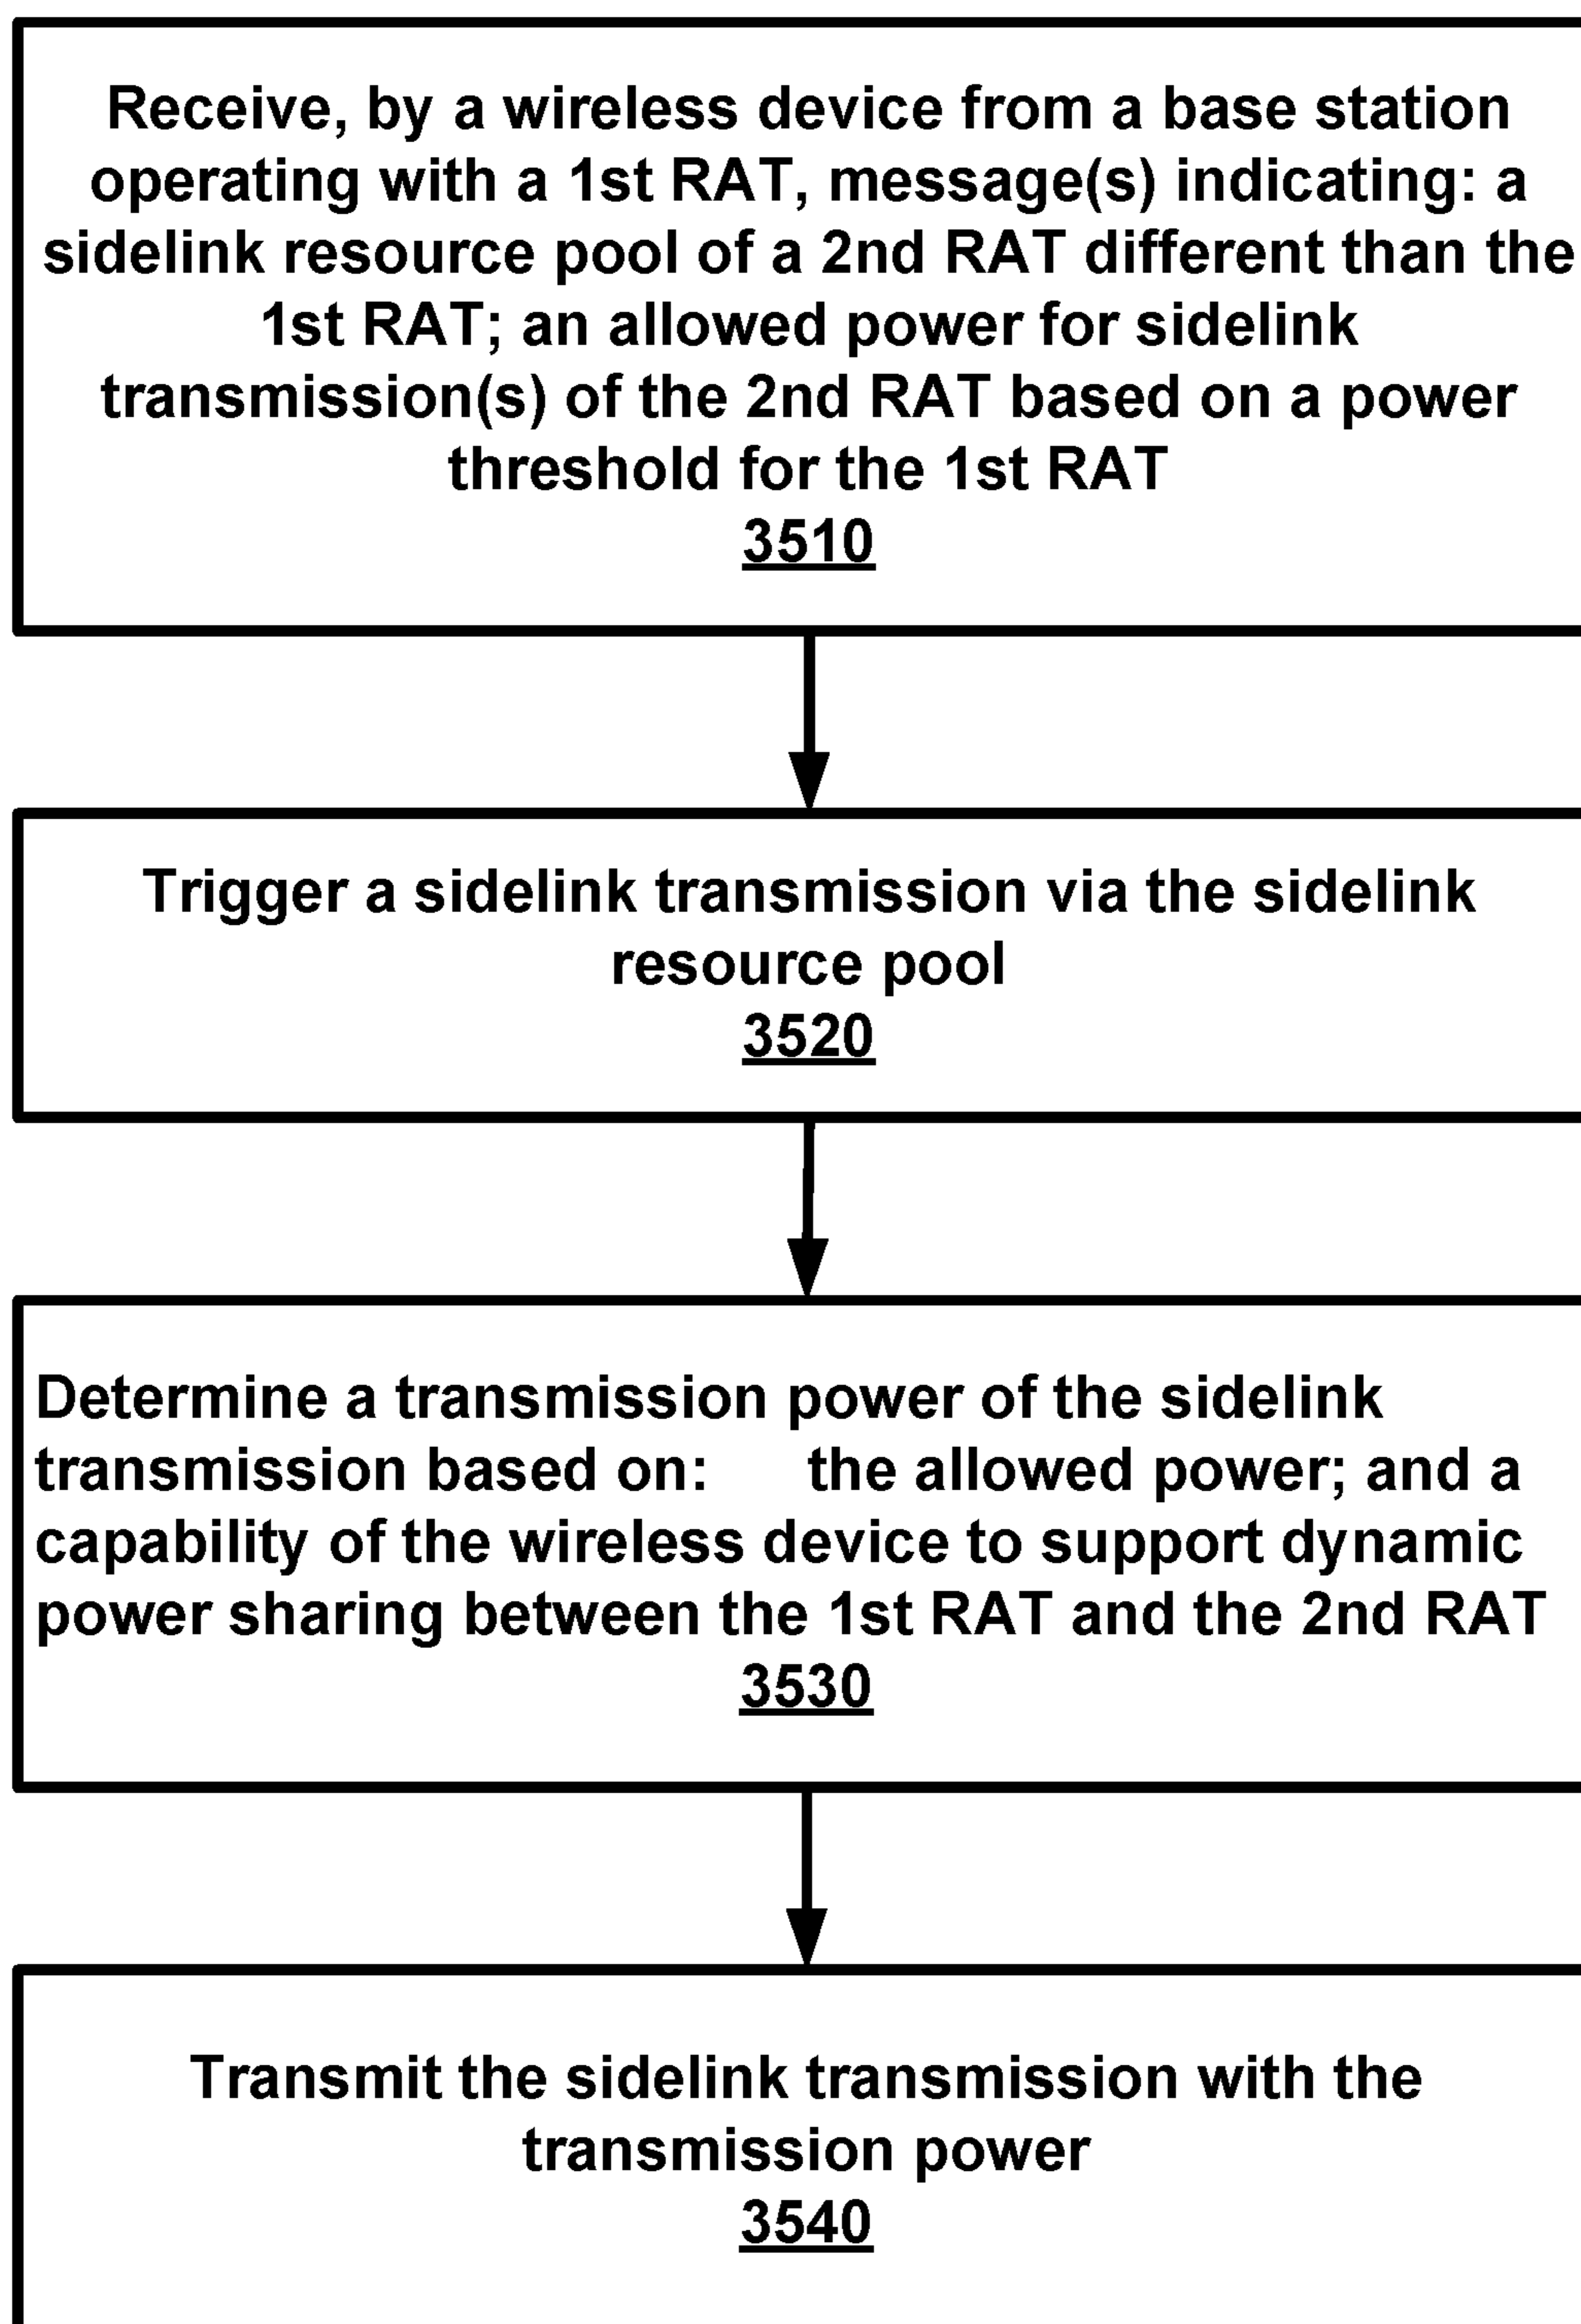 Receive, by a wireless device from a base station
operating with a 1st RAT, message(s) indicating: a
sidelink resource pool of a 2nd RAT different than the
1st RAT; an allowed power for sidelink
transmission(s) of the 2nd RAT based on a power
threshold for the 1st RAT
3510
Trigger a sidelink transmission via the sidelink
resource pool
3520
Determine a transmission power of the sidelink
transmission based on: the allowed power; and a
capability of the wireless device to support dynamic
power sharing between the 1st RAT and the 2nd RAT
3530
Transmit the sidelink transmission with the
transmission power
3540